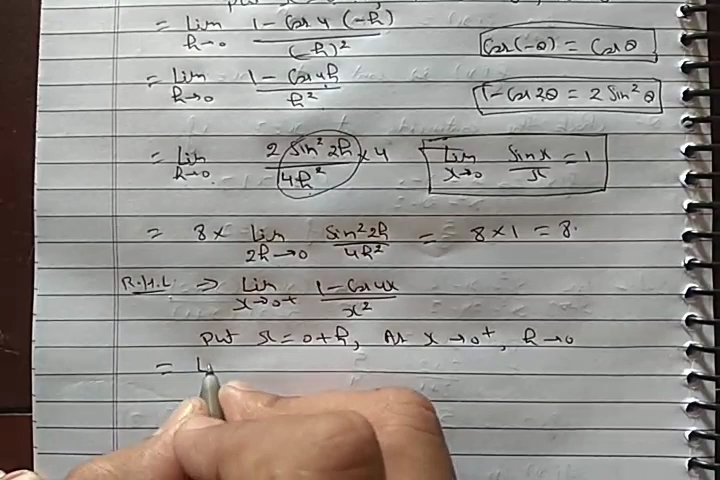 = Lim h→0 1 - Cos 4 (-h) / (-h)²
Cos(-θ) = Cosθ
= Lim h→0 1 - Cos 4h / h²
1 - Cos 2θ = 2 Sin² θ
= Lim h→0 2 Sin² 2h / 4h² × 4
Lim x→0 Sin x / x = 1
= 8 × Lim 2h→0 Sin² 2h / 4h² = 8 × 1 = 8.
R.H.L. ⇒ Lim x→0⁺ 1 - Cos 4x / x²
Put x = 0 + h, As x → 0⁺, h → 0
= Li